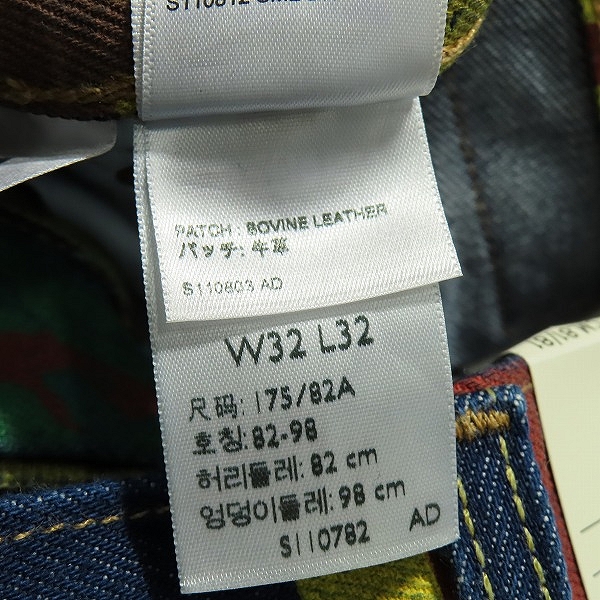 S110812
PATCH : BOVINE LEATHER
パッチ: 牛革
S110803 AD
W32 L32
尺码: 175/82A
호칭: 82-98
허리둘레: 82 cm
엉덩이둘레: 98 cm
S110782 AD